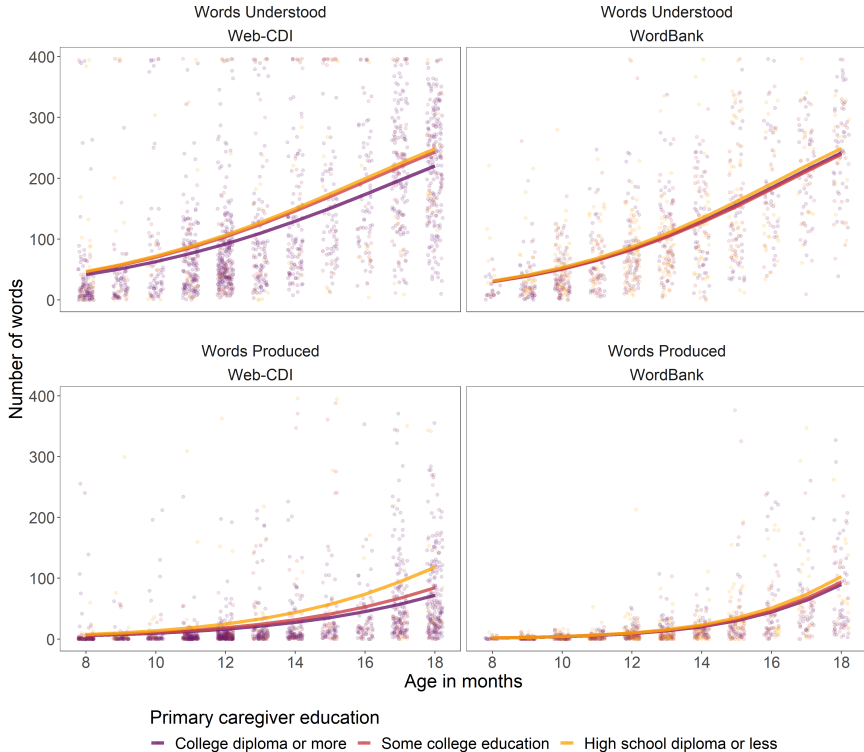 Words Understood
Web-CDI
Words Understood
WordBank
400
300
200
100
0
Words Produced
Web-CDI
Words Produced
WordBank
400
300
200
100
0
Number of words
8 10 12 14 16 18
8 10 12 14 16 18
Age in months
Primary caregiver education
College diploma or more Some college education High school diploma or less